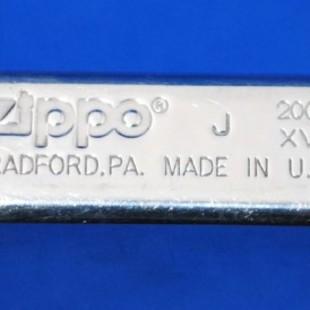 zippo® J 200
XV
RADFORD, PA. MADE IN U.